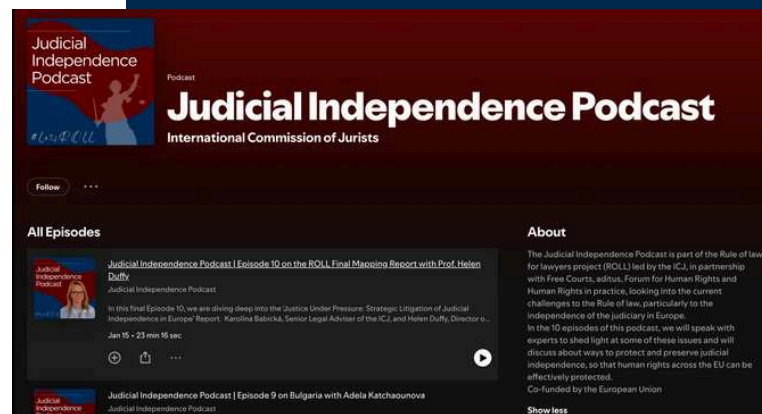 Judicial
Independence
Podcast
#LetsROLL
Podcast
Judicial Independence Podcast
International Commission of Jurists
Follow
All Episodes
Judicial
Independence
Podcast
Judicial Independence Podcast | Episode 10 on the ROLL Final Mapping Report with Prof. Helen
Duffy
Judicial Independence Podcast
In this final Episode 10, we are diving deep into the 'Justice Under Pressure: Strategic Litigation of Judicial
Independence in Europe' Report. Karolina Babická, Senior Legal Adviser of the ICJ, and Helen Duffy, Director o...
Jan 15 • 23 min 16 sec
Judicial
Independence
Podcast
Judicial Independence Podcast | Episode 9 on Bulgaria with Adela Katchaounova
Judicial Independence Podcast
About
The Judicial Independence Podcast is part of the Rule of law
for lawyers project (ROLL) led by the ICJ, in partnership
with Free Courts, aditus, Forum for Human Rights and
Human Rights in practice, looking into the current
challenges to the Rule of law, particularly to the
independence of the judiciary in Europe.
In the 10 episodes of this podcast, we will speak with
experts to shed light at some of these issues and will
discuss about ways to protect and preserve judicial
independence, so that human rights across the EU can be
effectively protected.
Co-funded by the European Union
Show less